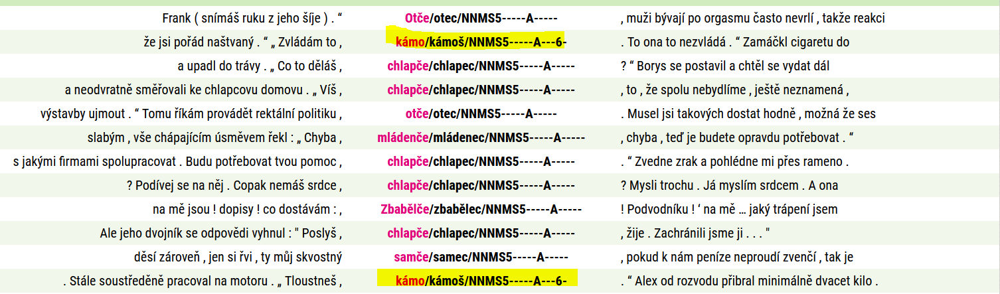 Frank ( snímáš ruku z jeho šíje ) . “ Otče/otec/NNMS5-----A----- , muži bývají po orgasmu často nevrlí , takže reakci
že jsi pořád naštvaný . “ „ Zvládám to , kámo/kámoš/NNMS5-----A---6- . To ona to nezvládá . “ Zamáčkl cigaretu do
a upadl do trávy . „ Co to děláš , chlapče/chlapec/NNMS5-----A----- ? “ Borys se postavil a chtěl se vydat dál
a neodvratně směřovali ke chlapcovu domovu . „ Víš , chlapče/chlapec/NNMS5-----A----- , to , že spolu nebydlíme , ještě neznamená ,
výstavby ujmout . “ Tomu říkám provádět rektální politiku , otče/otec/NNMS5-----A----- . Musel jsi takových dostat hodně , možná že ses
slabým , vše chápajícím úsměvem řekl : „ Chyba , mládenče/mládenec/NNMS5-----A----- , chyba , teď je budete opravdu potřebovat . “
s jakými firmami spolupracovat . Budu potřebovat tvou pomoc , chlapče/chlapec/NNMS5-----A----- . “ Zvedne zrak a pohlédne mi přes rameno .
? Podívej se na něj . Copak nemáš srdce , chlapče/chlapec/NNMS5-----A----- ? Mysli trochu . Já myslím srdcem . A ona
na mě jsou ! dopisy ! co dostávám : , Zbabělče/zbabělec/NNMS5-----A----- ! Podvodníku ! ‘ na mě … jaký trápení jsem
Ale jeho dvojník se odpovědi vyhnul : " Poslyš , chlapče/chlapec/NNMS5-----A----- , žije . Zachránili jsme ji . . . "
děsí zároveň , jen si řvi , ty můj skvostný samče/samec/NNMS5-----A----- , pokud k nám peníze neproudí zvenčí , tak je
. Stále soustředěně pracoval na motoru . „ Tloustneš , kámo/kámoš/NNMS5-----A---6- . “ Alex od rozvodu přibral minimálně dvacet kilo .